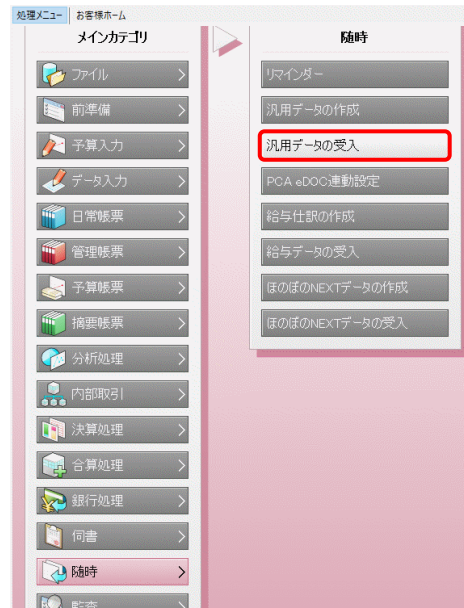 処理メニュー お客様ホーム
メインカテゴリ
ファイル
前準備
予算入力
データ入力
日常帳票
管理帳票
予算帳票
摘要帳票
分析処理
内部取引
決算処理
合算処理
銀行処理
伺書
随時
監査
随時
リマインダー
汎用データの作成
汎用データの受入
PCA eDOC連動設定
給与仕訳の作成
給与データの受入
ほのぼのNEXTデータの作成
ほのぼのNEXTデータの受入